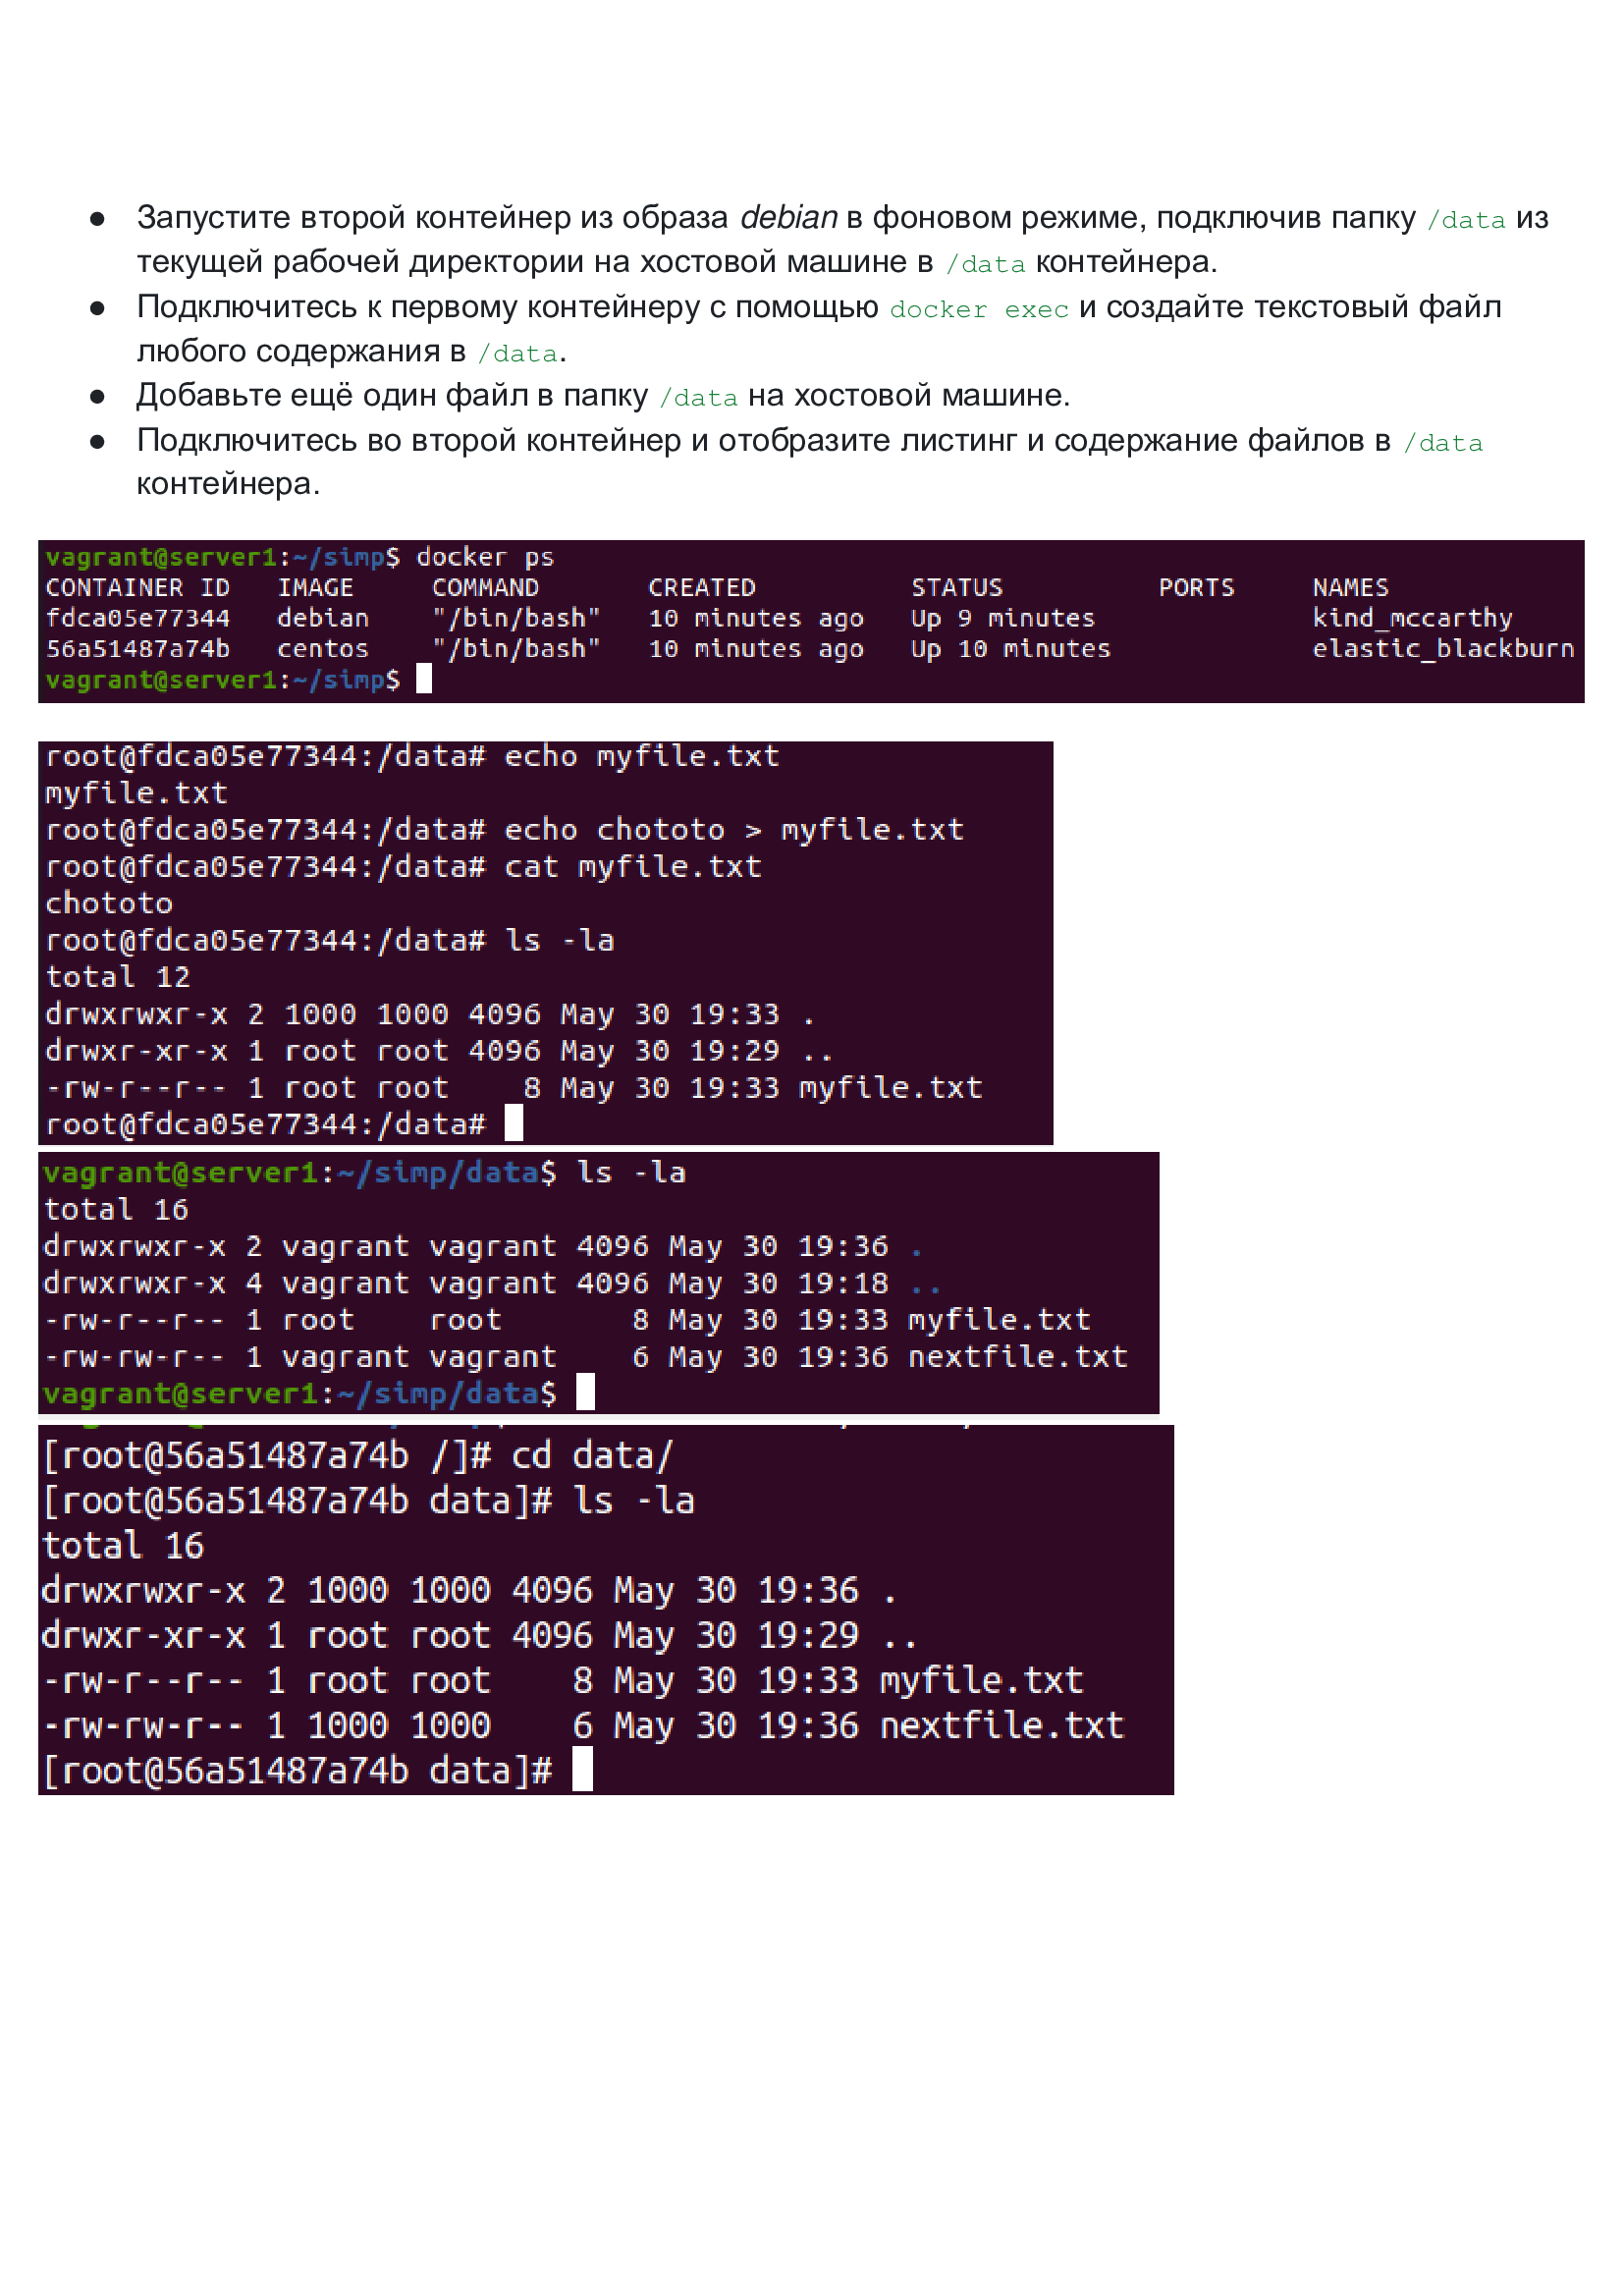 ● Запустите второй контейнер из образа debian в фоновом режиме, подключив папку /data из
текущей рабочей директории на хостовой машине в /data контейнера.
● Подключитесь к первому контейнеру с помощью docker exec и создайте текстовый файл
любого содержания в /data.
● Добавьте ещё один файл в папку /data на хостовой машине.
● Подключитесь во второй контейнер и отобразите листинг и содержание файлов в /data
контейнера.
vagrant@server1:~/simp$ docker ps
CONTAINER ID   IMAGE     COMMAND       CREATED          STATUS          PORTS     NAMES
fdca05e77344   debian    "/bin/bash"   10 minutes ago   Up 9 minutes              kind_mccarthy
56a51487a74b   centos    "/bin/bash"   10 minutes ago   Up 10 minutes             elastic_blackburn
vagrant@server1:~/simp$
root@fdca05e77344:/data# echo myfile.txt
myfile.txt
root@fdca05e77344:/data# echo chototo > myfile.txt
root@fdca05e77344:/data# cat myfile.txt
chototo
root@fdca05e77344:/data# ls -la
total 12
drwxrwxr-x 2 1000 1000 4096 May 30 19:33 .
drwxr-xr-x 1 root root 4096 May 30 19:29 ..
-rw-r--r-- 1 root root    8 May 30 19:33 myfile.txt
root@fdca05e77344:/data#
vagrant@server1:~/simp/data$ ls -la
total 16
drwxrwxr-x 2 vagrant vagrant 4096 May 30 19:36 .
drwxrwxr-x 4 vagrant vagrant 4096 May 30 19:18 ..
-rw-r--r-- 1 root    root       8 May 30 19:33 myfile.txt
-rw-rw-r-- 1 vagrant vagrant    6 May 30 19:36 nextfile.txt
vagrant@server1:~/simp/data$
[root@56a51487a74b /]# cd data/
[root@56a51487a74b data]# ls -la
total 16
drwxrwxr-x 2 1000 1000 4096 May 30 19:36 .
drwxr-xr-x 1 root root 4096 May 30 19:29 ..
-rw-r--r-- 1 root root    8 May 30 19:33 myfile.txt
-rw-rw-r-- 1 1000 1000    6 May 30 19:36 nextfile.txt
[root@56a51487a74b data]#